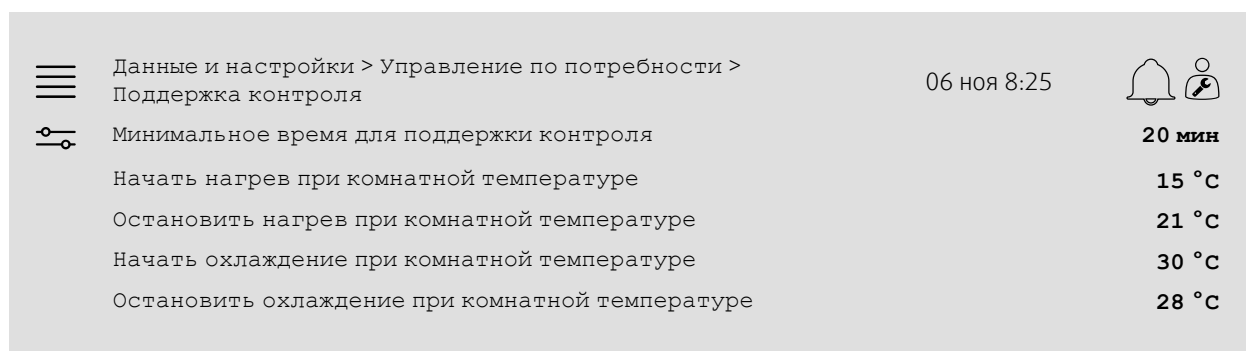 Данные и настройки > Управление по потребности >
Поддержка контроля
06 ноя 8:25
Минимальное время для поддержки контроля 20 мин
Начать нагрев при комнатной температуре 15 °C
Остановить нагрев при комнатной температуре 21 °C
Начать охлаждение при комнатной температуре 30 °C
Остановить охлаждение при комнатной температуре 28 °C